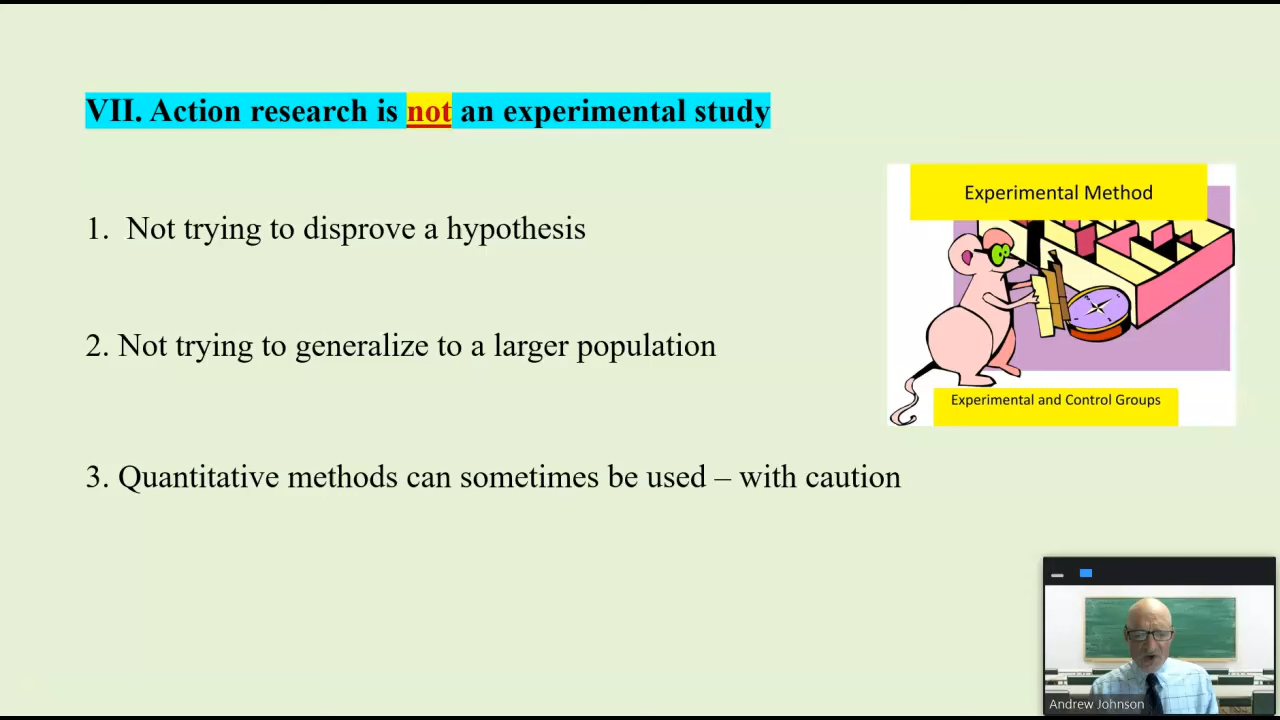 VII. Action research is not an experimental study
1. Not trying to disprove a hypothesis
2. Not trying to generalize to a larger population
3. Quantitative methods can sometimes be used – with caution
Experimental Method
Experimental and Control Groups
Andrew Johnson